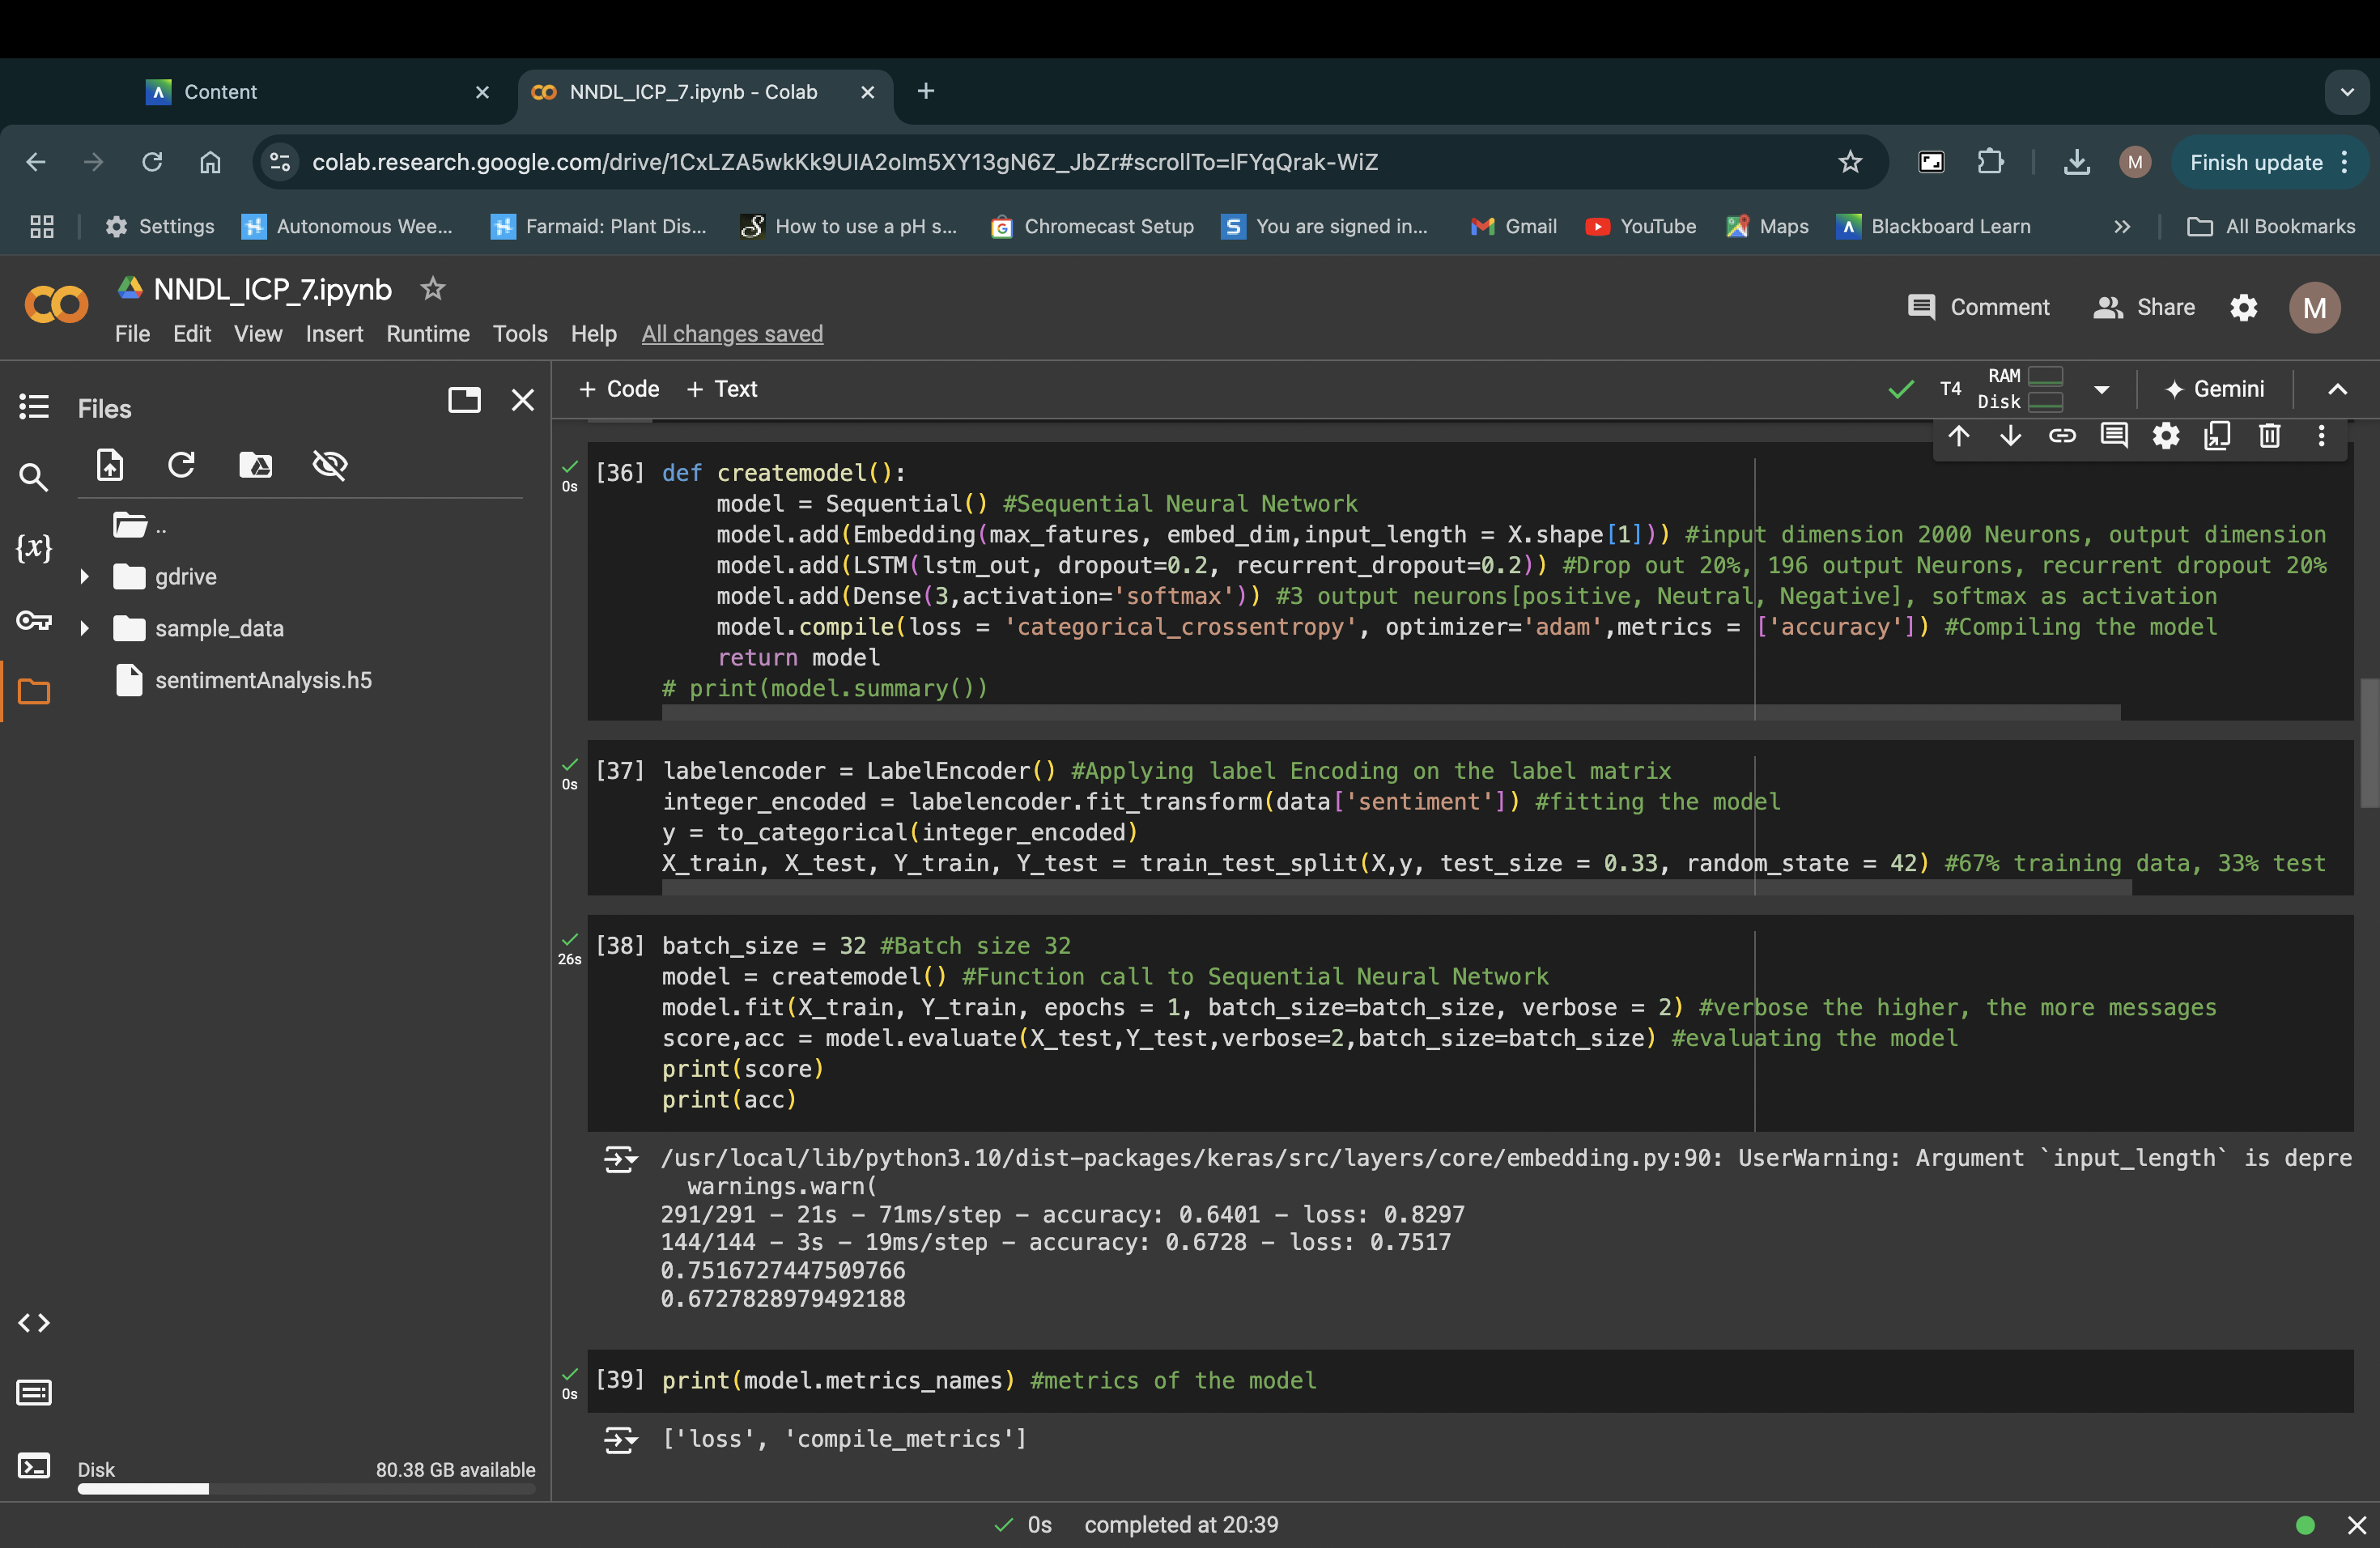 Content
NNDL_ICP_7.ipynb - Colab
colab.research.google.com/drive/1CxLZA5wkKk9UIA2oIm5XY13gN6Z_JbZr#scrollTo=lFYqQrak-WiZ
M
Finish update
Settings
Autonomous Wee...
Farmaid: Plant Dis...
How to use a pH s...
Chromecast Setup
You are signed in...
Gmail
YouTube
Maps
Blackboard Learn
All Bookmarks
NNDL_ICP_7.ipynb
Comment
Share
M
File Edit View Insert Runtime Tools Help All changes saved
Files
+ Code + Text
T4
RAM
Disk
Gemini
..
gdrive
sample_data
sentimentAnalysis.h5
{x}
Disk 80.38 GB available
0s
[36] def createmodel():
model = Sequential() #Sequential Neural Network
model.add(Embedding(max_fatures, embed_dim,input_length = X.shape[1])) #input dimension 2000 Neurons, output dimension
model.add(LSTM(lstm_out, dropout=0.2, recurrent_dropout=0.2)) #Drop out 20%, 196 output Neurons, recurrent dropout 20%
model.add(Dense(3,activation='softmax')) #3 output neurons[positive, Neutral, Negative], softmax as activation
model.compile(loss = 'categorical_crossentropy', optimizer='adam',metrics = ['accuracy']) #Compiling the model
return model
# print(model.summary())
0s
[37] labelencoder = LabelEncoder() #Applying label Encoding on the label matrix
integer_encoded = labelencoder.fit_transform(data['sentiment']) #fitting the model
y = to_categorical(integer_encoded)
X_train, X_test, Y_train, Y_test = train_test_split(X,y, test_size = 0.33, random_state = 42) #67% training data, 33% test
26s
[38] batch_size = 32 #Batch size 32
model = createmodel() #Function call to Sequential Neural Network
model.fit(X_train, Y_train, epochs = 1, batch_size=batch_size, verbose = 2) #verbose the higher, the more messages
score,acc = model.evaluate(X_test,Y_test,verbose=2,batch_size=batch_size) #evaluating the model
print(score)
print(acc)
/usr/local/lib/python3.10/dist-packages/keras/src/layers/core/embedding.py:90: UserWarning: Argument `input_length` is depre
warnings.warn(
291/291 - 21s - 71ms/step - accuracy: 0.6401 - loss: 0.8297
144/144 - 3s - 19ms/step - accuracy: 0.6728 - loss: 0.7517
0.7516727447509766
0.6727828979492188
0s
[39] print(model.metrics_names) #metrics of the model
['loss', 'compile_metrics']
0s completed at 20:39